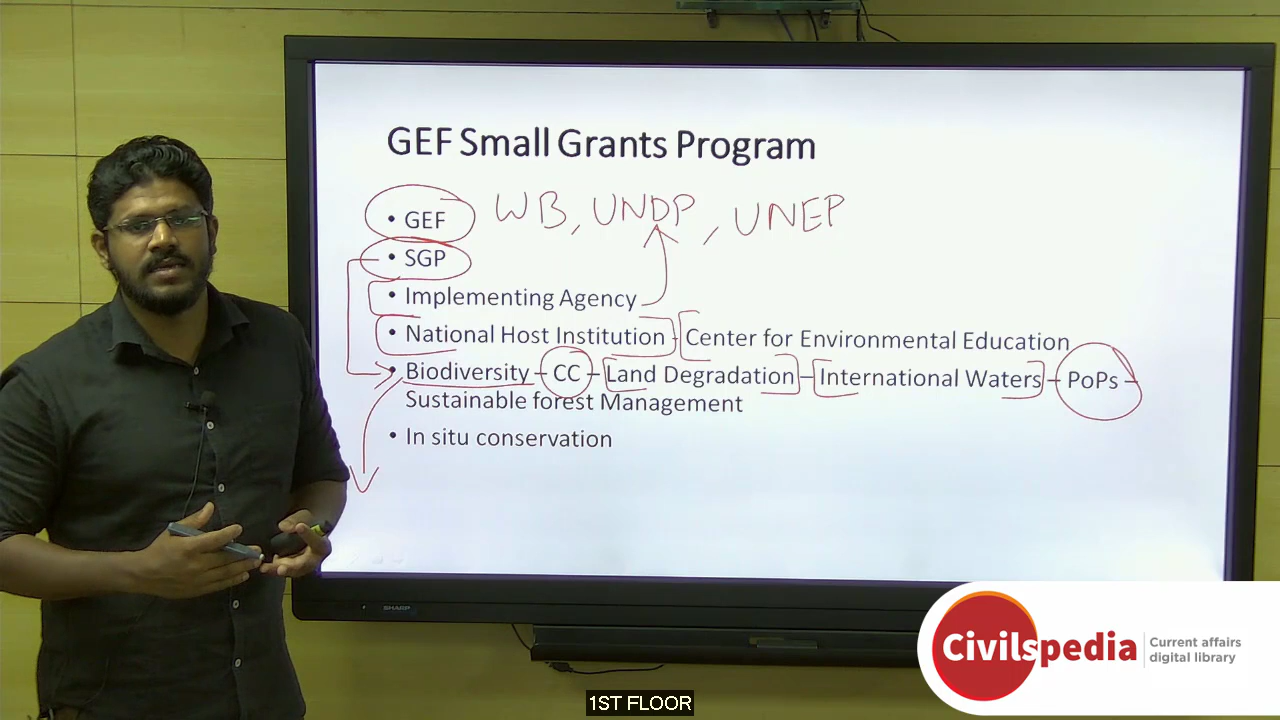 GEF Small Grants Program
• GEF WB, UNDP, UNEP
• SGP
• Implementing Agency
• National Host Institution - Center for Environmental Education
• Biodiversity – CC – Land Degradation – International Waters – PoPs –
Sustainable forest Management
• In situ conservation
SHARP
Civilspedia
Current affairs
digital library
1ST FLOOR